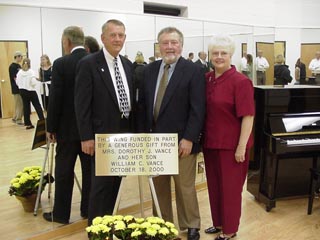 THIS WING FUNDED IN PART
BY A GENEROUS GIFT FROM
MRS. DOROTHY J. VANCE
AND HER SON
WILLIAM C. VANCE
OCTOBER 18. 2000